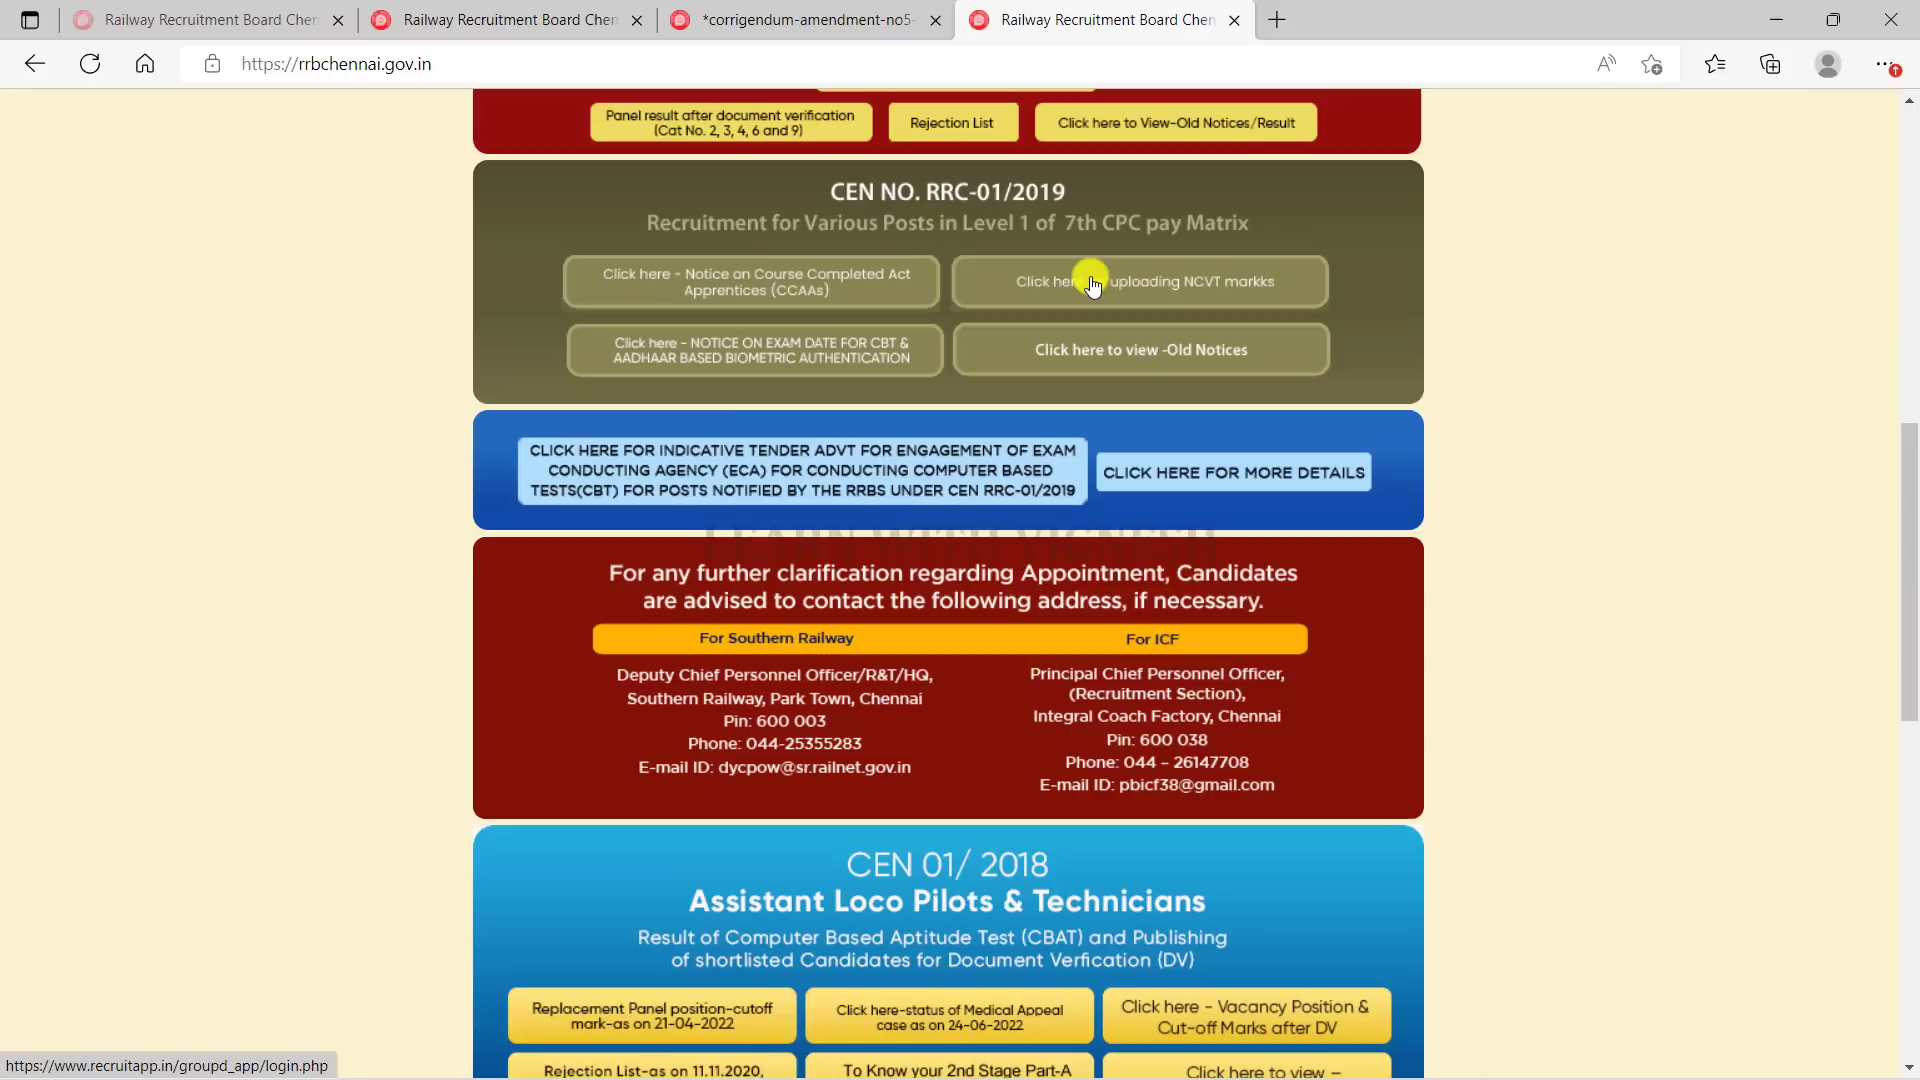 Railway Recruitment Board Chen
Railway Recruitment Board Chen
*corrigendum-amendment-no5-
Railway Recruitment Board Chen
https://rrbchennai.gov.in
Panel result after document verification
(Cat No. 2, 3, 4, 6 and 9)
Rejection List
Click here to View-Old Notices/Result
CEN NO. RRC-01/2019
Recruitment for Various Posts in Level 1 of 7th CPC pay Matrix
Click here - Notice on Course Completed Act
Apprentices (CCAAs)
Click uploading NCVT markks
Click here - NOTICE ON EXAM DATE FOR CBT &
AADHAAR BASED BIOMETRIC AUTHENTICATION
Click here to view -Old Notices
CLICK HERE FOR INDICATIVE TENDER ADVT FOR ENGAGEMENT OF EXAM
CONDUCTING AGENCY (ECA) FOR CONDUCTING COMPUTER BASED
TESTS(CBT) FOR POSTS NOTIFIED BY THE RRBS UNDER CEN RRC-01/2019
CLICK HERE FOR MORE DETAILS
For any further clarification regarding Appointment, Candidates
are advised to contact the following address, if necessary.
For Southern Railway
Deputy Chief Personnel Officer/R&T/HQ,
Southern Railway, Park Town, Chennai
Pin: 600 003
Phone: 044-25355283
E-mail ID: dycpow@sr.railnet.gov.in
For ICF
Principal Chief Personnel Officer,
(Recruitment Section),
Integral Coach Factory, Chennai
Pin: 600 038
Phone: 044 - 26147708
E-mail ID: pbicf38@gmail.com
CEN 01/ 2018
Assistant Loco Pilots & Technicians
Result of Computer Based Aptitude Test (CBAT) and Publishing
of shortlisted Candidates for Document Verfication (DV)
Replacement Panel position-cutoff
mark-as on 21-04-2022
Click here-status of Medical Appeal
case as on 24-06-2022
Click here - Vacancy Position &
Cut-off Marks after DV
Rejection List-as on 11.11.2020,
To Know your 2nd Stage Part-A
Click here to view –
https://www.recruitapp.in/groupd_app/login.php